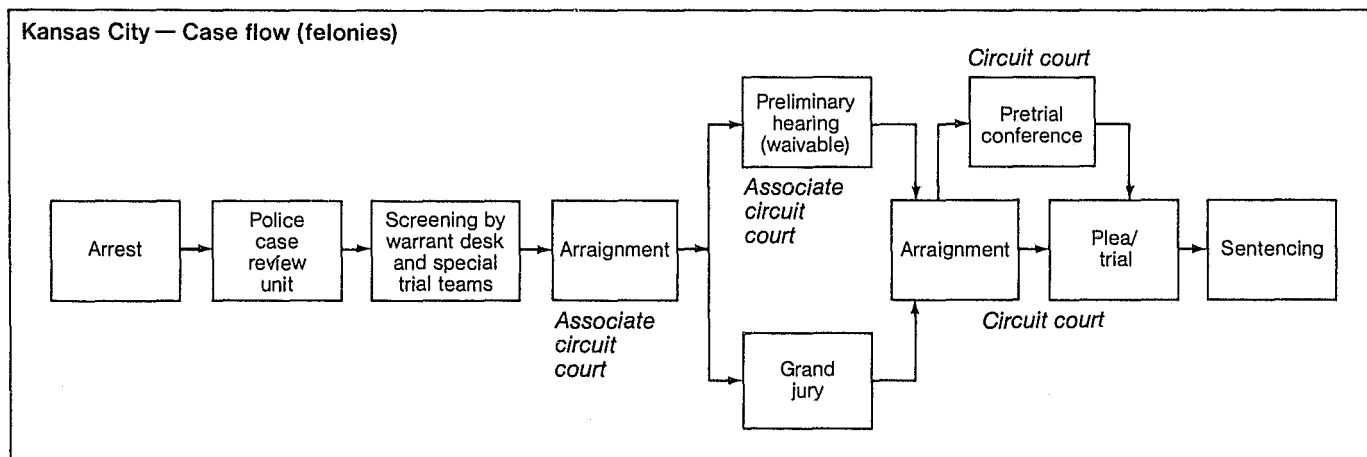 Kansas City — Case flow (felonies)
Arrest
Police
case
review
unit
Screening by
warrant desk
and special
trial teams
Arraignment
Associate
circuit
court
Preliminary
hearing
(waivable)
Associate
circuit
court
Grand
jury
Arraignment
Circuit court
Pretrial
conference
Plea/
trial
Circuit court
Sentencing